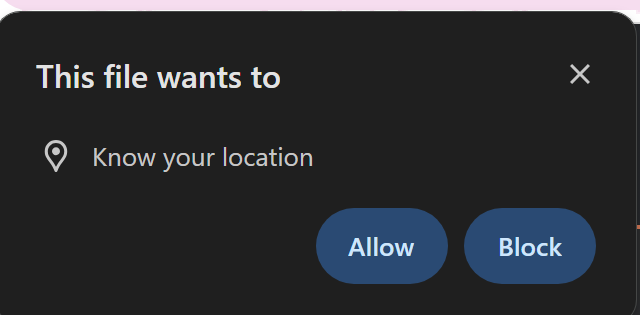 This file wants to
Know your location
Allow
Block